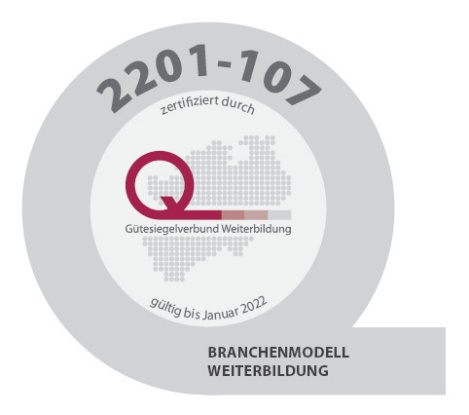 2201-107
zertifiziert durch
Gütesiegelverbund Weiterbildung
gültig bis Januar 2022
BRANCHENMODELL
WEITERBILDUNG